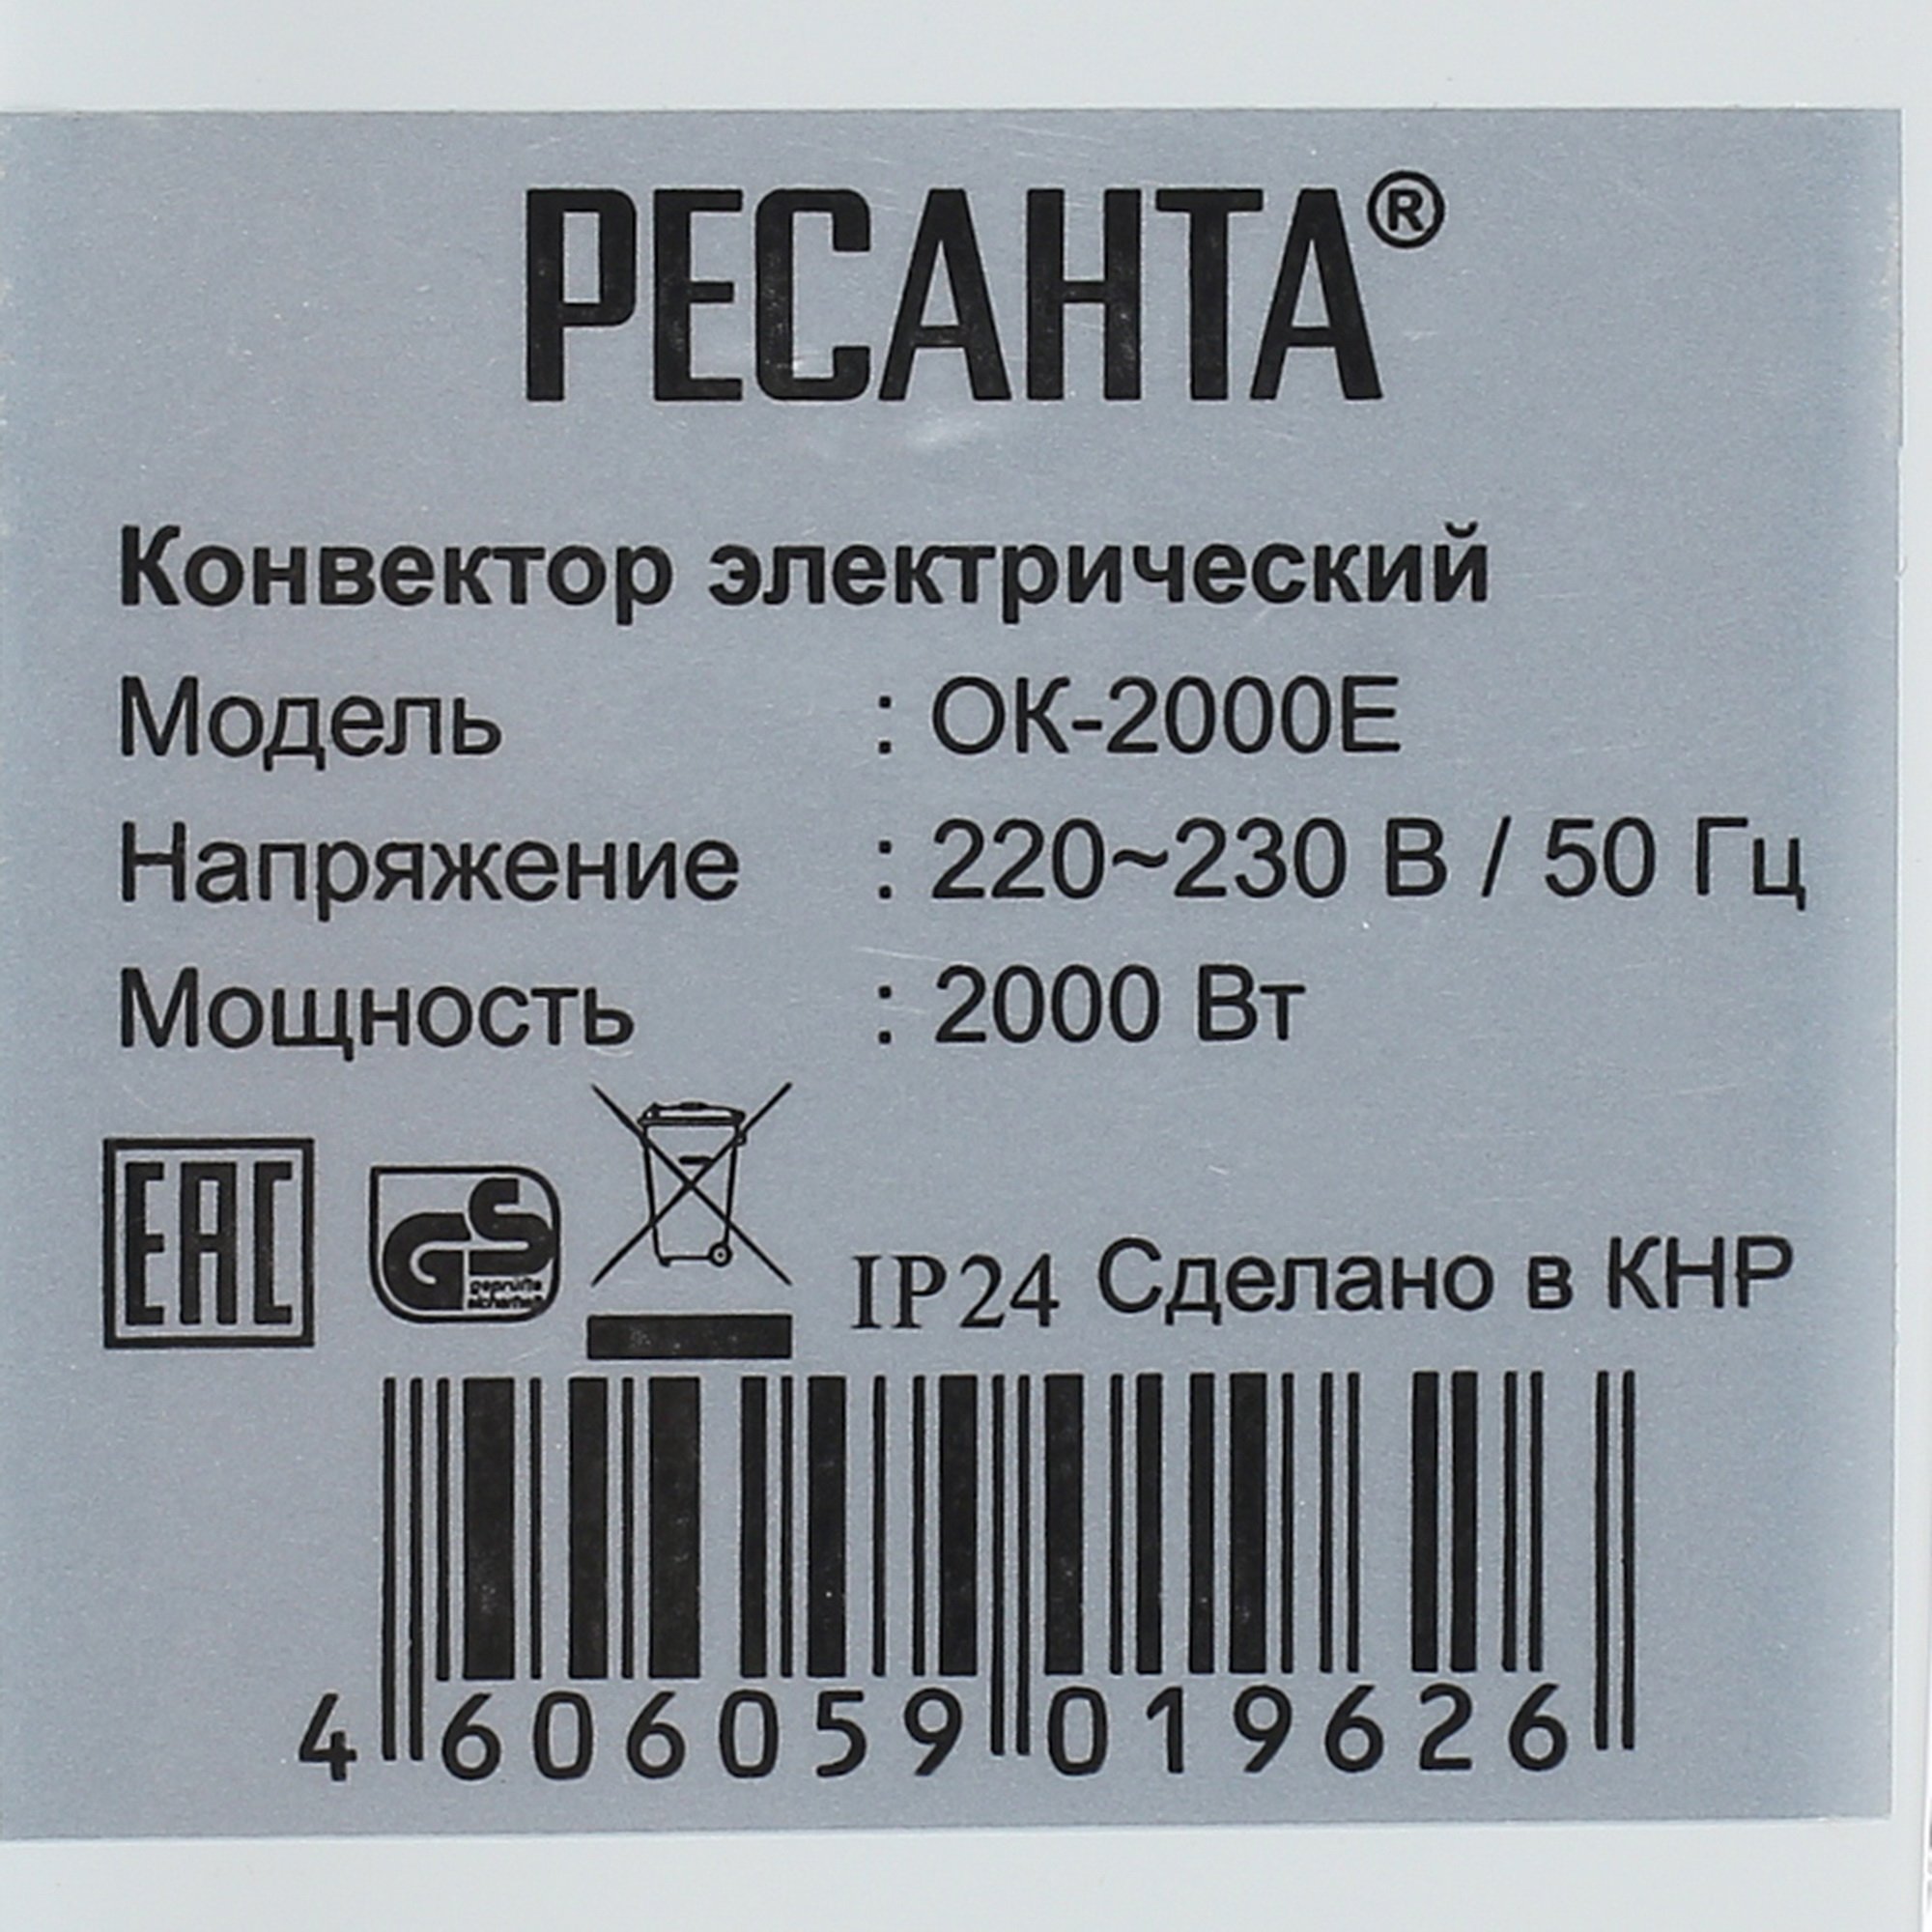 РЕСАНТА®
Конвектор электрический
Модель : ОК-2000Е
Напряжение : 220~230 В / 50 Гц
Мощность : 2000 Вт
EAC GS geprüfte IP24 Сделано в КНР
4 606059 019626